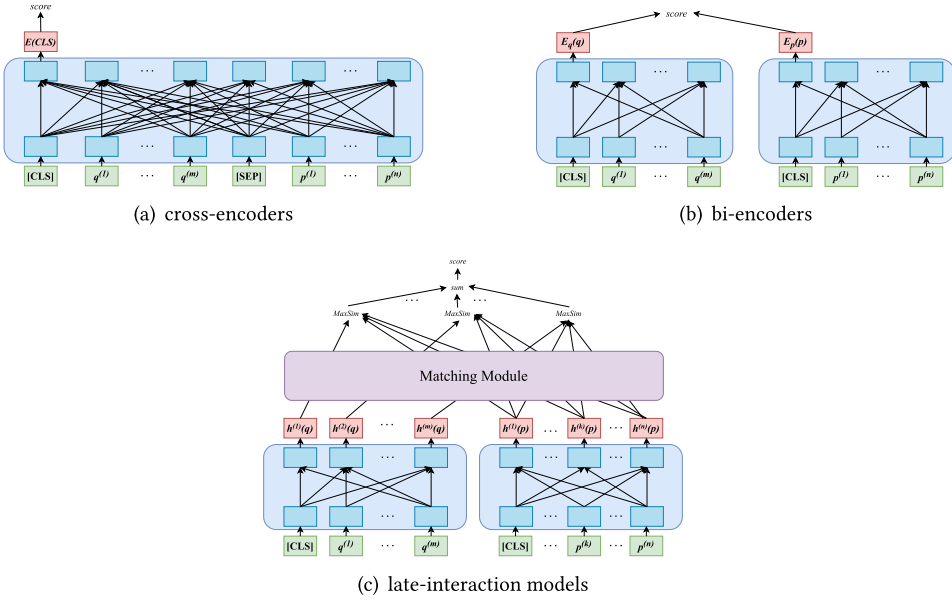 score
E(CLS)
... ...
... ...
[CLS] q(1) ... q(m) [SEP] p(1) ... p(n)
(a) cross-encoders
score
Eq(q) Ep(p)
... ...
... ...
[CLS] q(1) ... q(m) [CLS] p(1) ... p(n)
(b) bi-encoders
score
sum
... ...
MaxSim MaxSim MaxSim
Matching Module
h(1)(q) h(2)(q) ... h(m)(q) h(1)(p) ... h(k)(p) ... h(n)(p)
... ... ...
... ... ...
[CLS] q(1) ... q(m) [CLS] ... p(k) ... p(n)
(c) late-interaction models